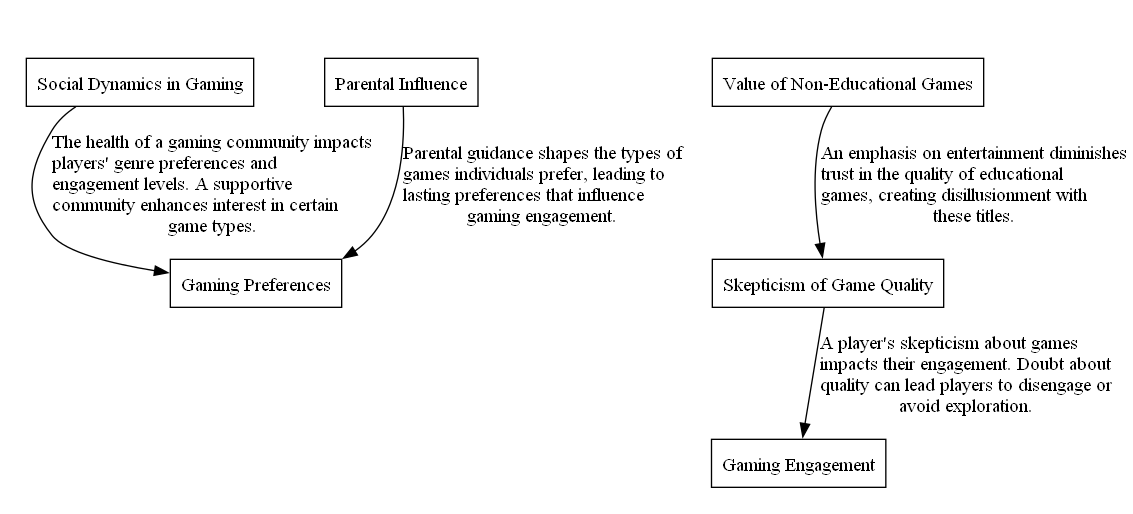 Social Dynamics in Gaming
Parental Influence
Value of Non-Educational Games
The health of a gaming community impacts
players' genre preferences and
engagement levels. A supportive
community enhances interest in certain
game types.
Parental guidance shapes the types of
games individuals prefer, leading to
lasting preferences that influence
gaming engagement.
An emphasis on entertainment diminishes
trust in the quality of educational
games, creating disillusionment with
these titles.
Gaming Preferences
Skepticism of Game Quality
A player's skepticism about games
impacts their engagement. Doubt about
quality can lead players to disengage or
avoid exploration.
Gaming Engagement